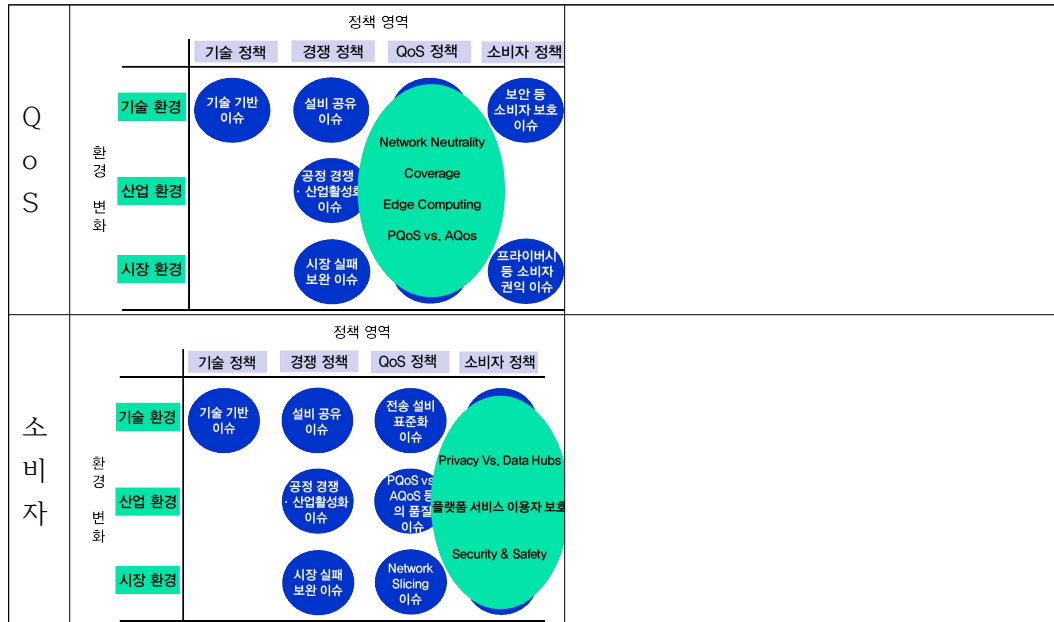 Q
o
S
정책 영역
기술 정책
경쟁 정책
QoS 정책
소비자 정책
환
경
변
화
기술 환경
기술 기반
이슈
설비 공유
이슈
보안 등
소비자 보호
이슈
산업 환경
공정 경쟁
· 산업활성화
이슈
시장 환경
시장 실패
보완 이슈
프라이버시
등 소비자
권익 이슈
Network Neutrality
Coverage
Edge Computing
PQoS vs. AQos
소
비
자
정책 영역
기술 정책
경쟁 정책
QoS 정책
소비자 정책
환
경
변
화
기술 환경
기술 기반
이슈
설비 공유
이슈
전송 설비
표준화
이슈
산업 환경
공정 경쟁
· 산업활성화
이슈
PQoS vs
AQoS 등
의 품질
이슈
시장 환경
시장 실패
보완 이슈
Network
Slicing
이슈
Privacy Vs. Data Hubs
플랫폼 서비스 이용자 보호
Security & Safety